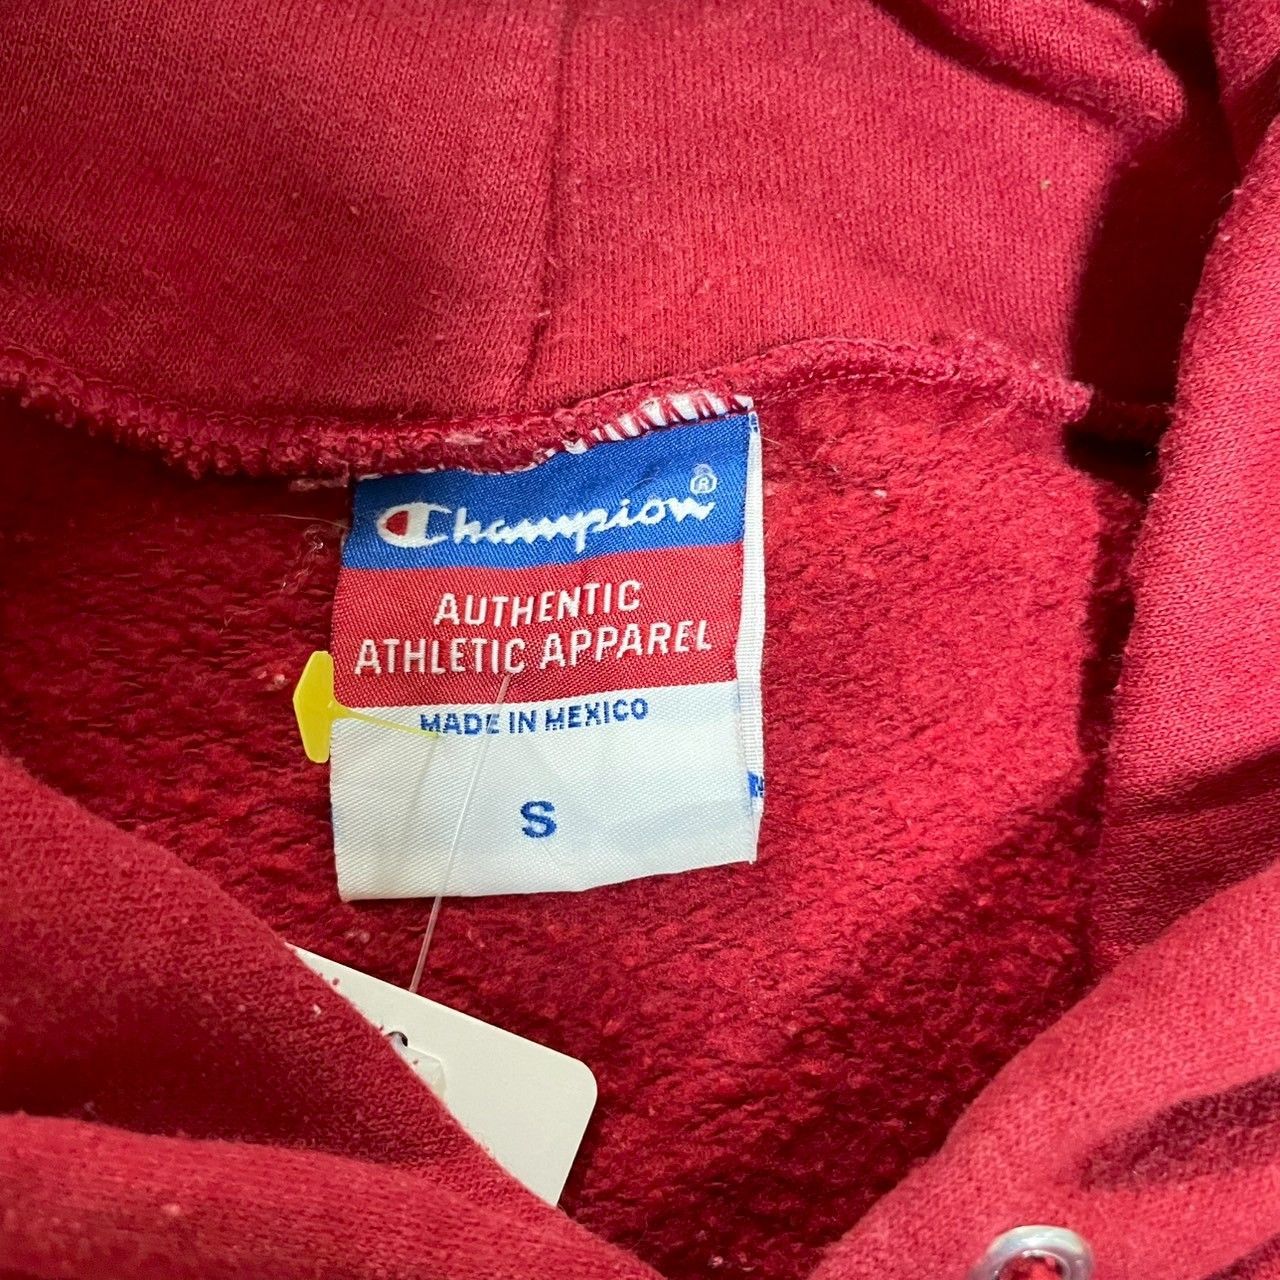 Champion®
AUTHENTIC
ATHLETIC APPAREL
MADE IN MEXICO
S